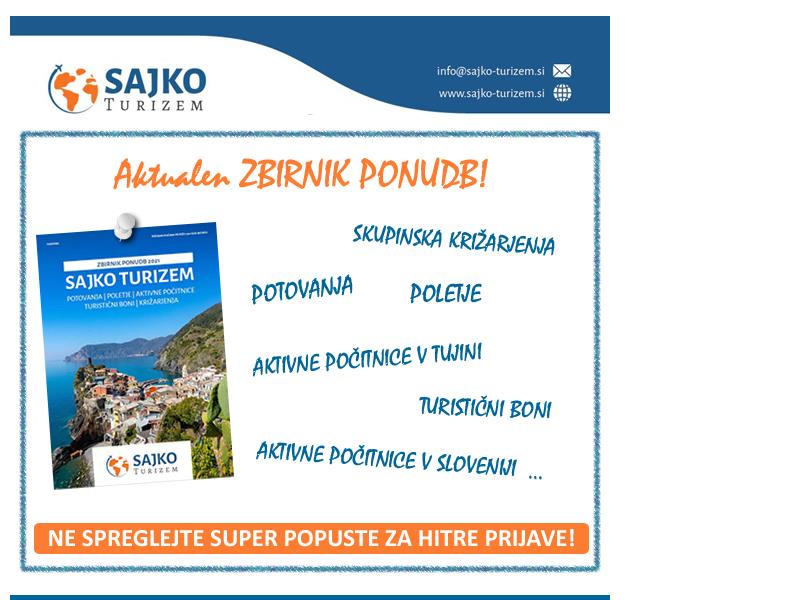 SAJKO
TURIZEM
info@sajko-turizem.si
www.sajko-turizem.si
Aktualen ZBIRNIK PONUDB!
ZBIRNIK PONUDB 2021
SAJKO TURIZEM
POTOVANJA | POLETJE | AKTIVNE POČITNICE
TURISTIČNI BONI | KRIŽARJENJA
SAJKO
TURIZEM
SKUPINSKA KRIŽARJENJA
POTOVANJA
POLETJE
AKTIVNE POČITNICE V TUJINI
TURISTIČNI BONI
AKTIVNE POČITNICE V SLOVENIJI ...
NE SPREGLEJTE SUPER POPUSTE ZA HITRE PRIJAVE!